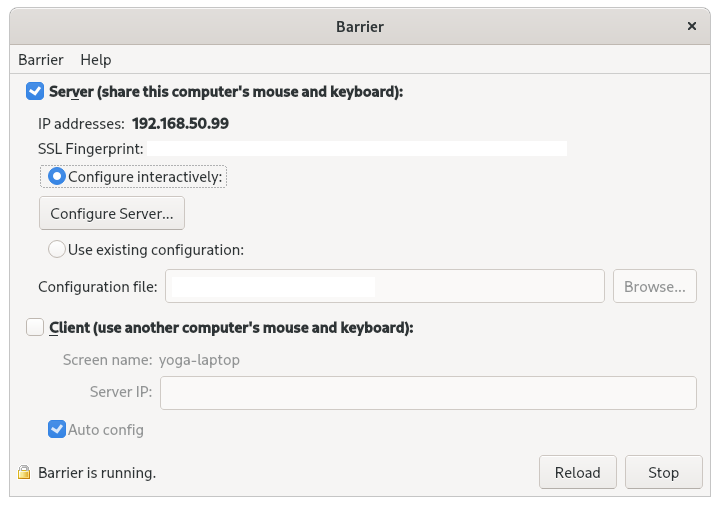 Barrier
Barrier Help
Server (share this computer's mouse and keyboard):
IP addresses: 192.168.50.99
SSL Fingerprint:
Configure interactively:
Configure Server...
Use existing configuration:
Configuration file: Browse...
Client (use another computer's mouse and keyboard):
Screen name: yoga-laptop
Server IP:
Auto config
Barrier is running. Reload Stop